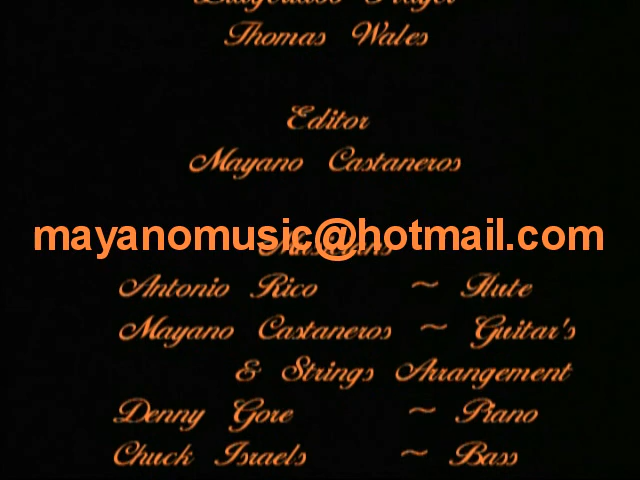 Thomas Wales
Editor
Mayano Castaneros
mayanomusic@hotmail.com
Musicians
Antonio Rico ~ Flute
Mayano Castaneros ~ Guitar's
& Strings Arrangement
Denny Gore ~ Piano
Chuck Israels ~ Bass